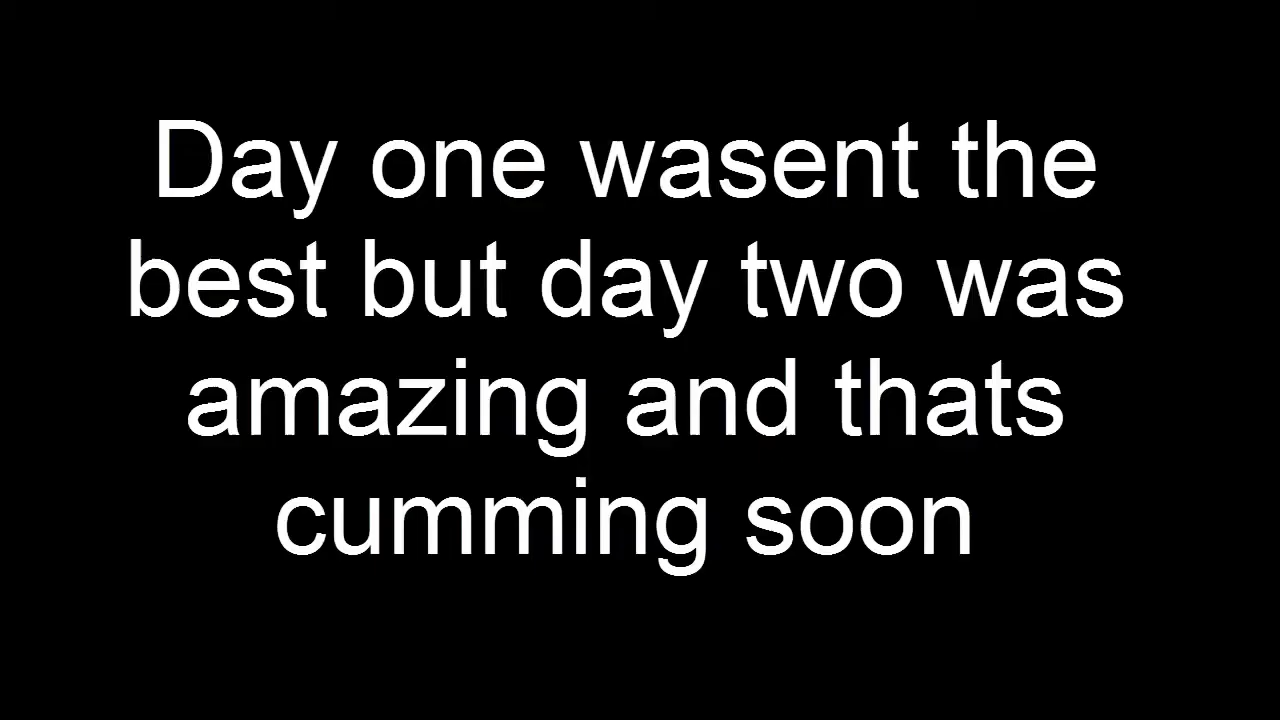 Day one wasent the
best but day two was
amazing and thats
cumming soon